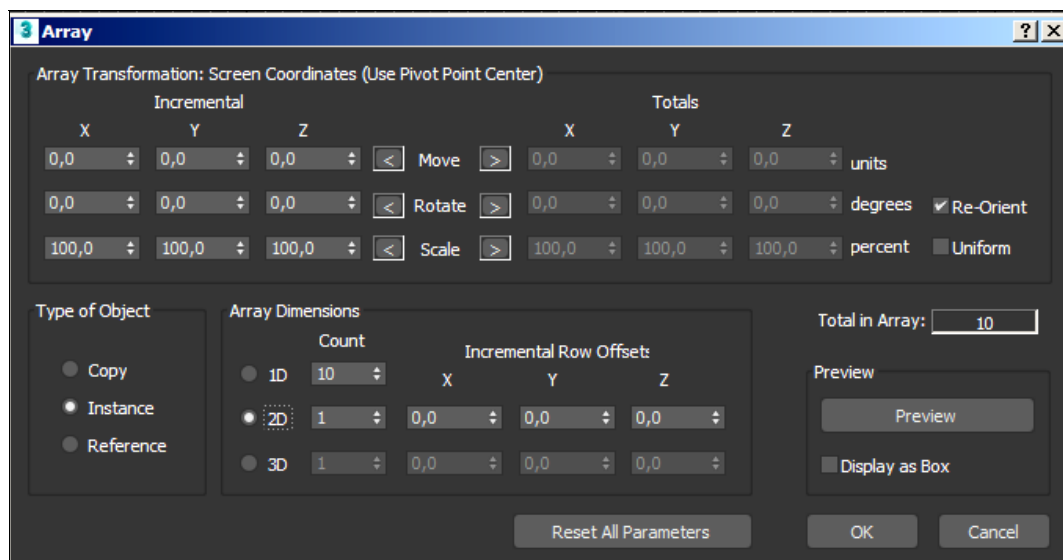 3 Array ? X
Array Transformation: Screen Coordinates (Use Pivot Point Center)
Incremental Totals
X Y Z X Y Z
0,0 0,0 0,0 < Move > 0,0 0,0 0,0 units
0,0 0,0 0,0 < Rotate > 0,0 0,0 0,0 degrees Re-Orient
100,0 100,0 100,0 < Scale > 100,0 100,0 100,0 percent Uniform
Type of Object
Copy
Instance
Reference
Array Dimensions
Count Incremental Row Offsets
X Y Z
1D 10
2D 1 0,0 0,0 0,0
3D 1 0,0 0,0 0,0
Total in Array: 10
Preview
Preview
Display as Box
Reset All Parameters OK Cancel